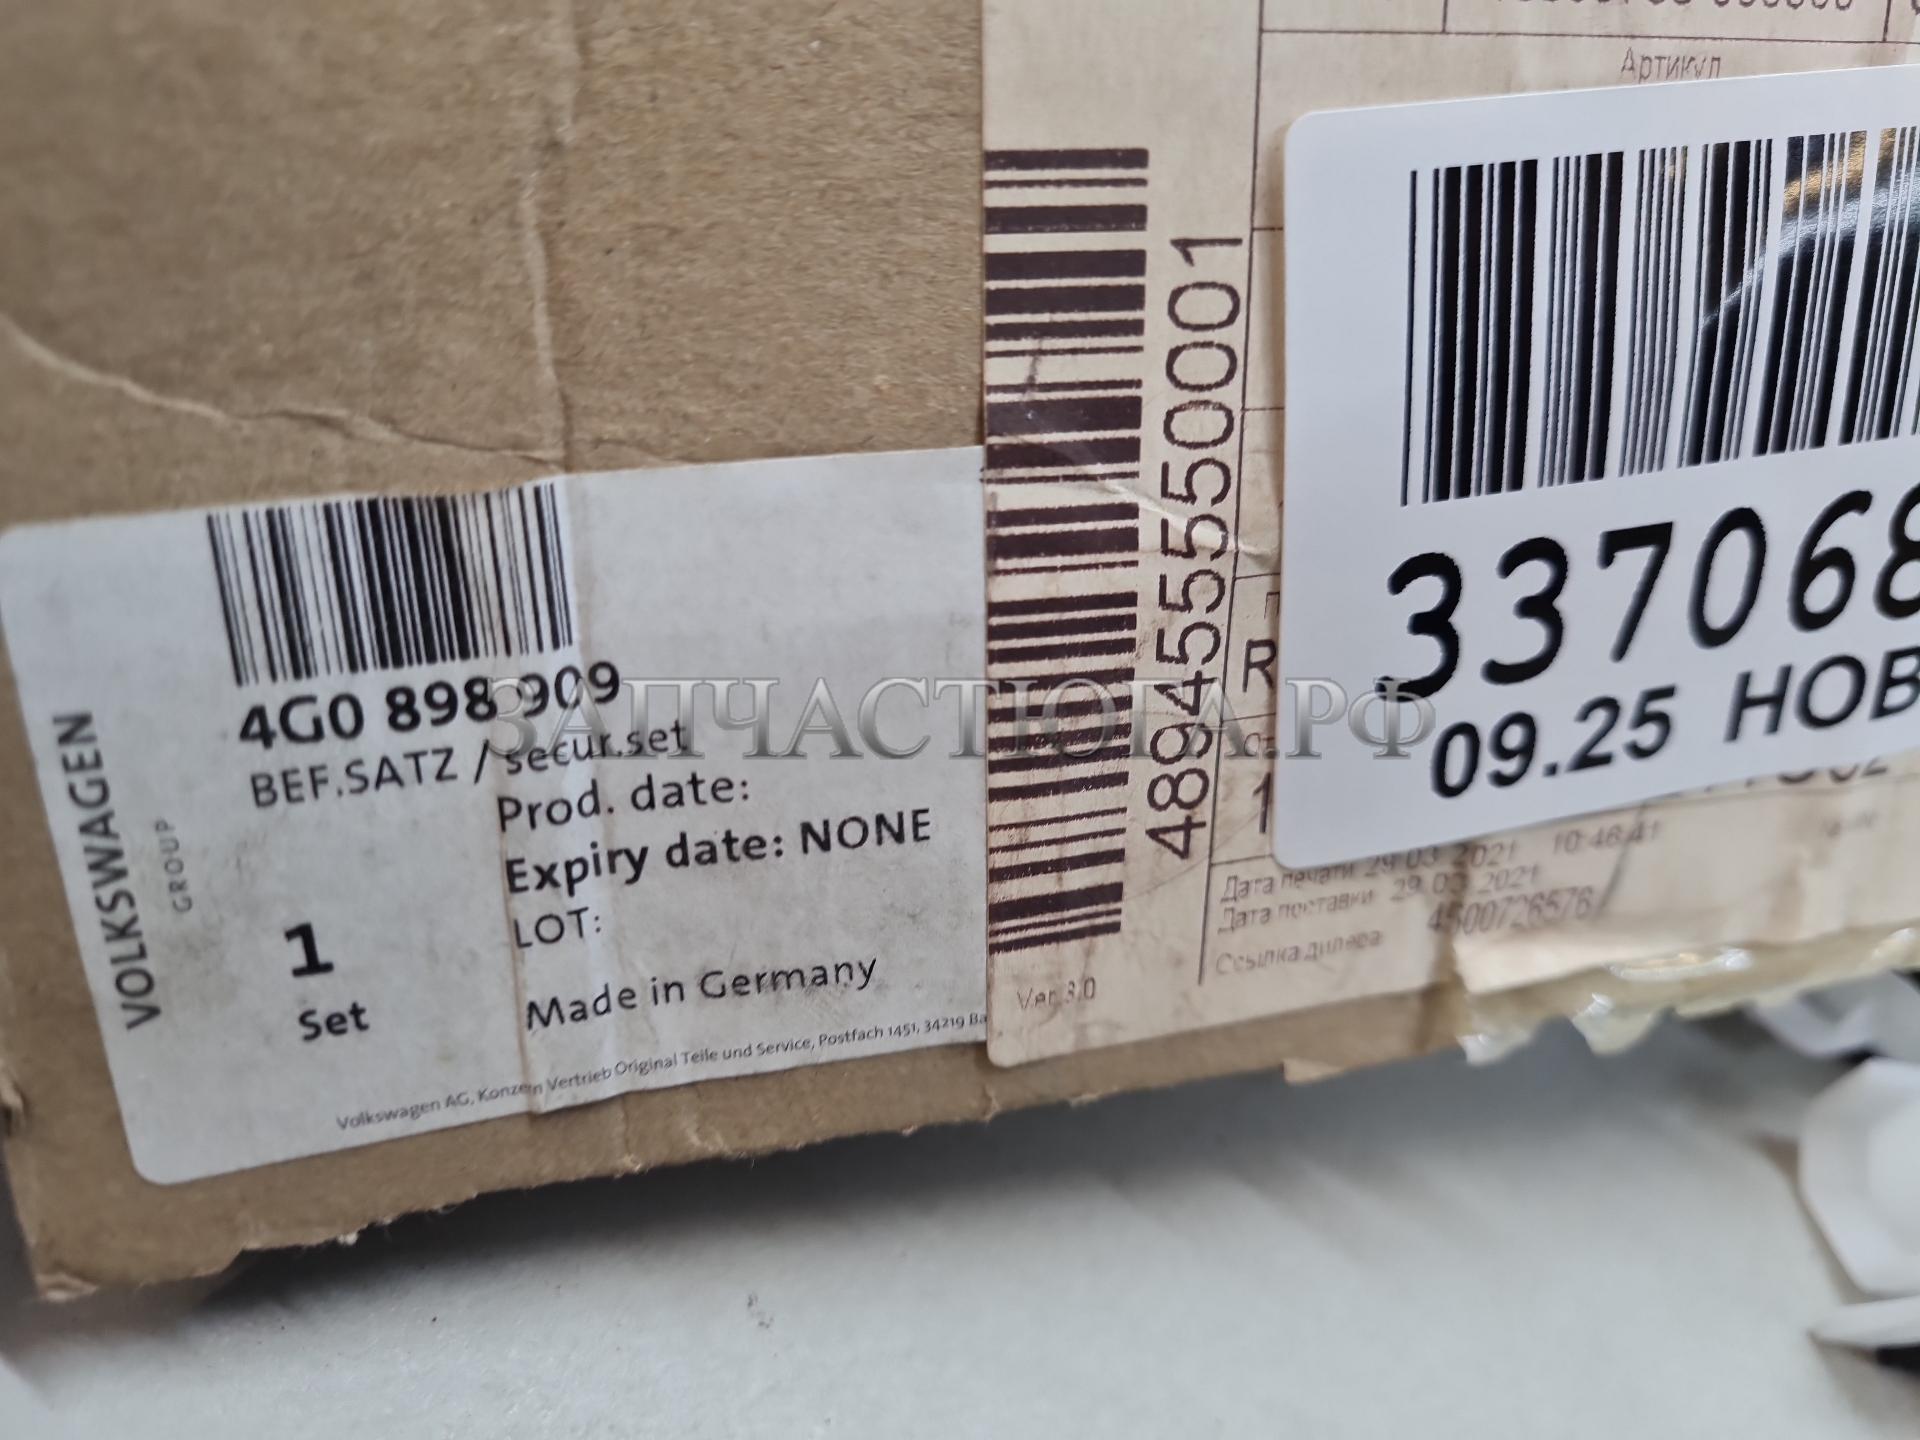 VOLKSWAGEN
GROUP
4G0 898 909
BEF.SATZ / secur.set
Prod. date:
Expiry date: NONE
LOT:
1
Set
Made in Germany
Volkswagen AG, Konzern Vertrieb Original Teile und Service, Postfach 1451, 34219 Ba
Артикул
4894555550001
R
1
Дата печати 29 03 2021 10:46:41
Дата поставки 29 03 2021
Ссылка дилера 4500726576
Ver 3.0
337068
09.25 НОВ
ЗАПЧАСТЮГА.РФ